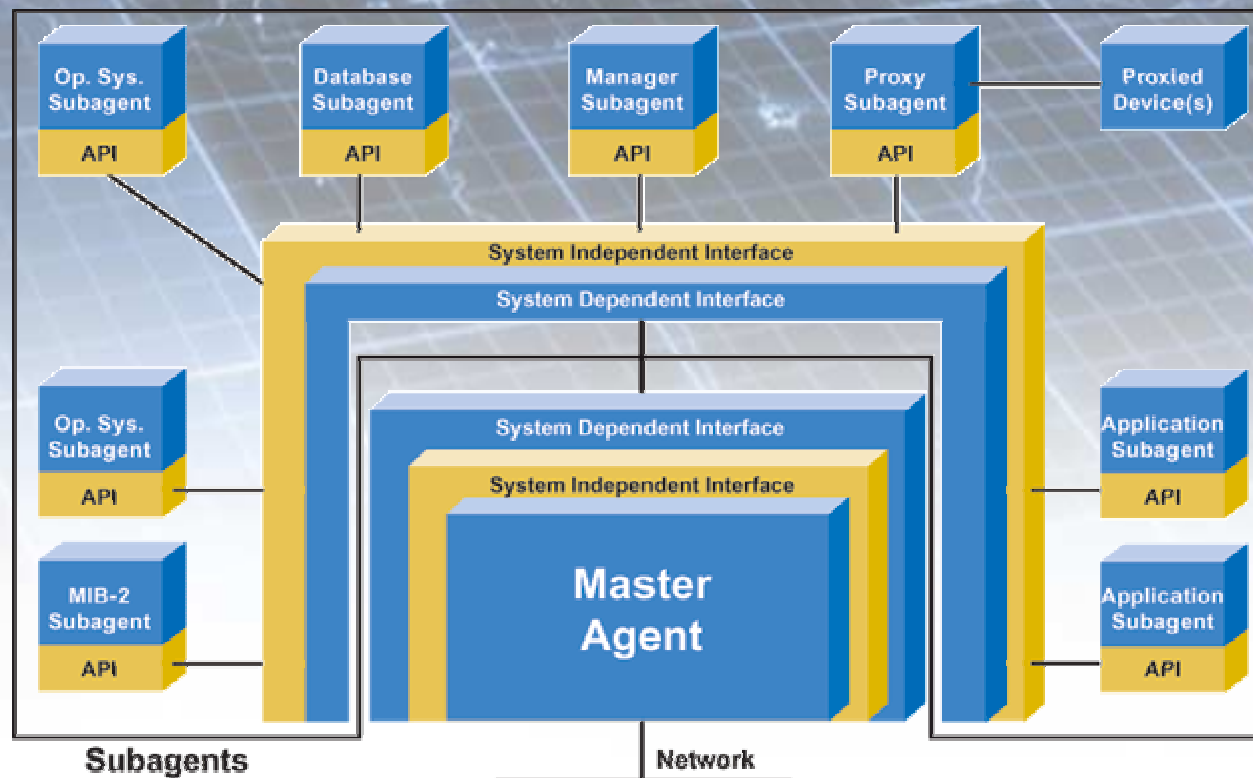 Op. Sys.
Subagent
API
Database
Subagent
API
Manager
Subagent
API
Proxy
Subagent
API
Proxied
Device(s)
System Independent Interface
System Dependent Interface
Op. Sys.
Subagent
API
MIB-2
Subagent
API
System Dependent Interface
System Independent Interface
Master
Agent
Application
Subagent
API
Application
Subagent
API
Subagents
Network